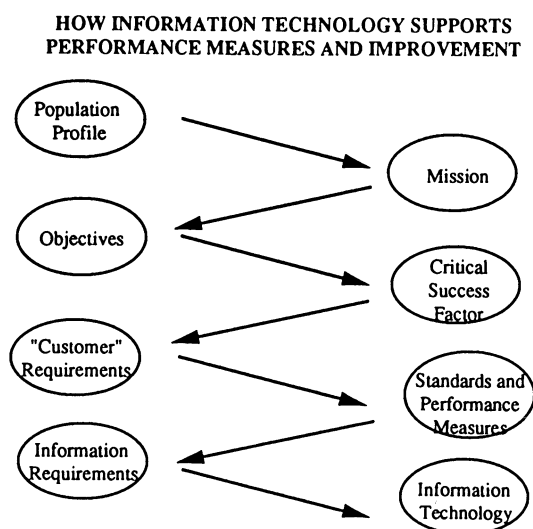 HOW INFORMATION TECHNOLOGY SUPPORTS
PERFORMANCE MEASURES AND IMPROVEMENT
Population
Profile
Mission
Objectives
Critical
Success
Factor
"Customer"
Requirements
Standards and
Performance
Measures
Information
Requirements
Information
Technology